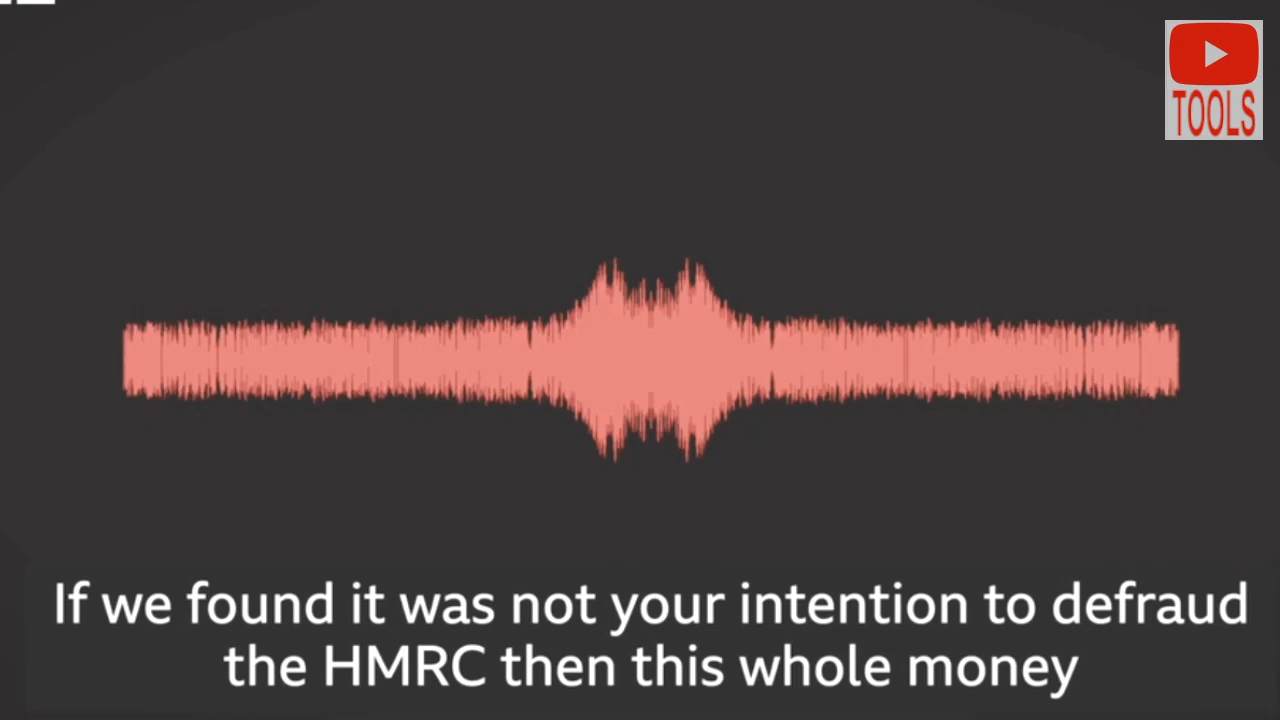 TOOLS
If we found it was not your intention to defraud
the HMRC then this whole money